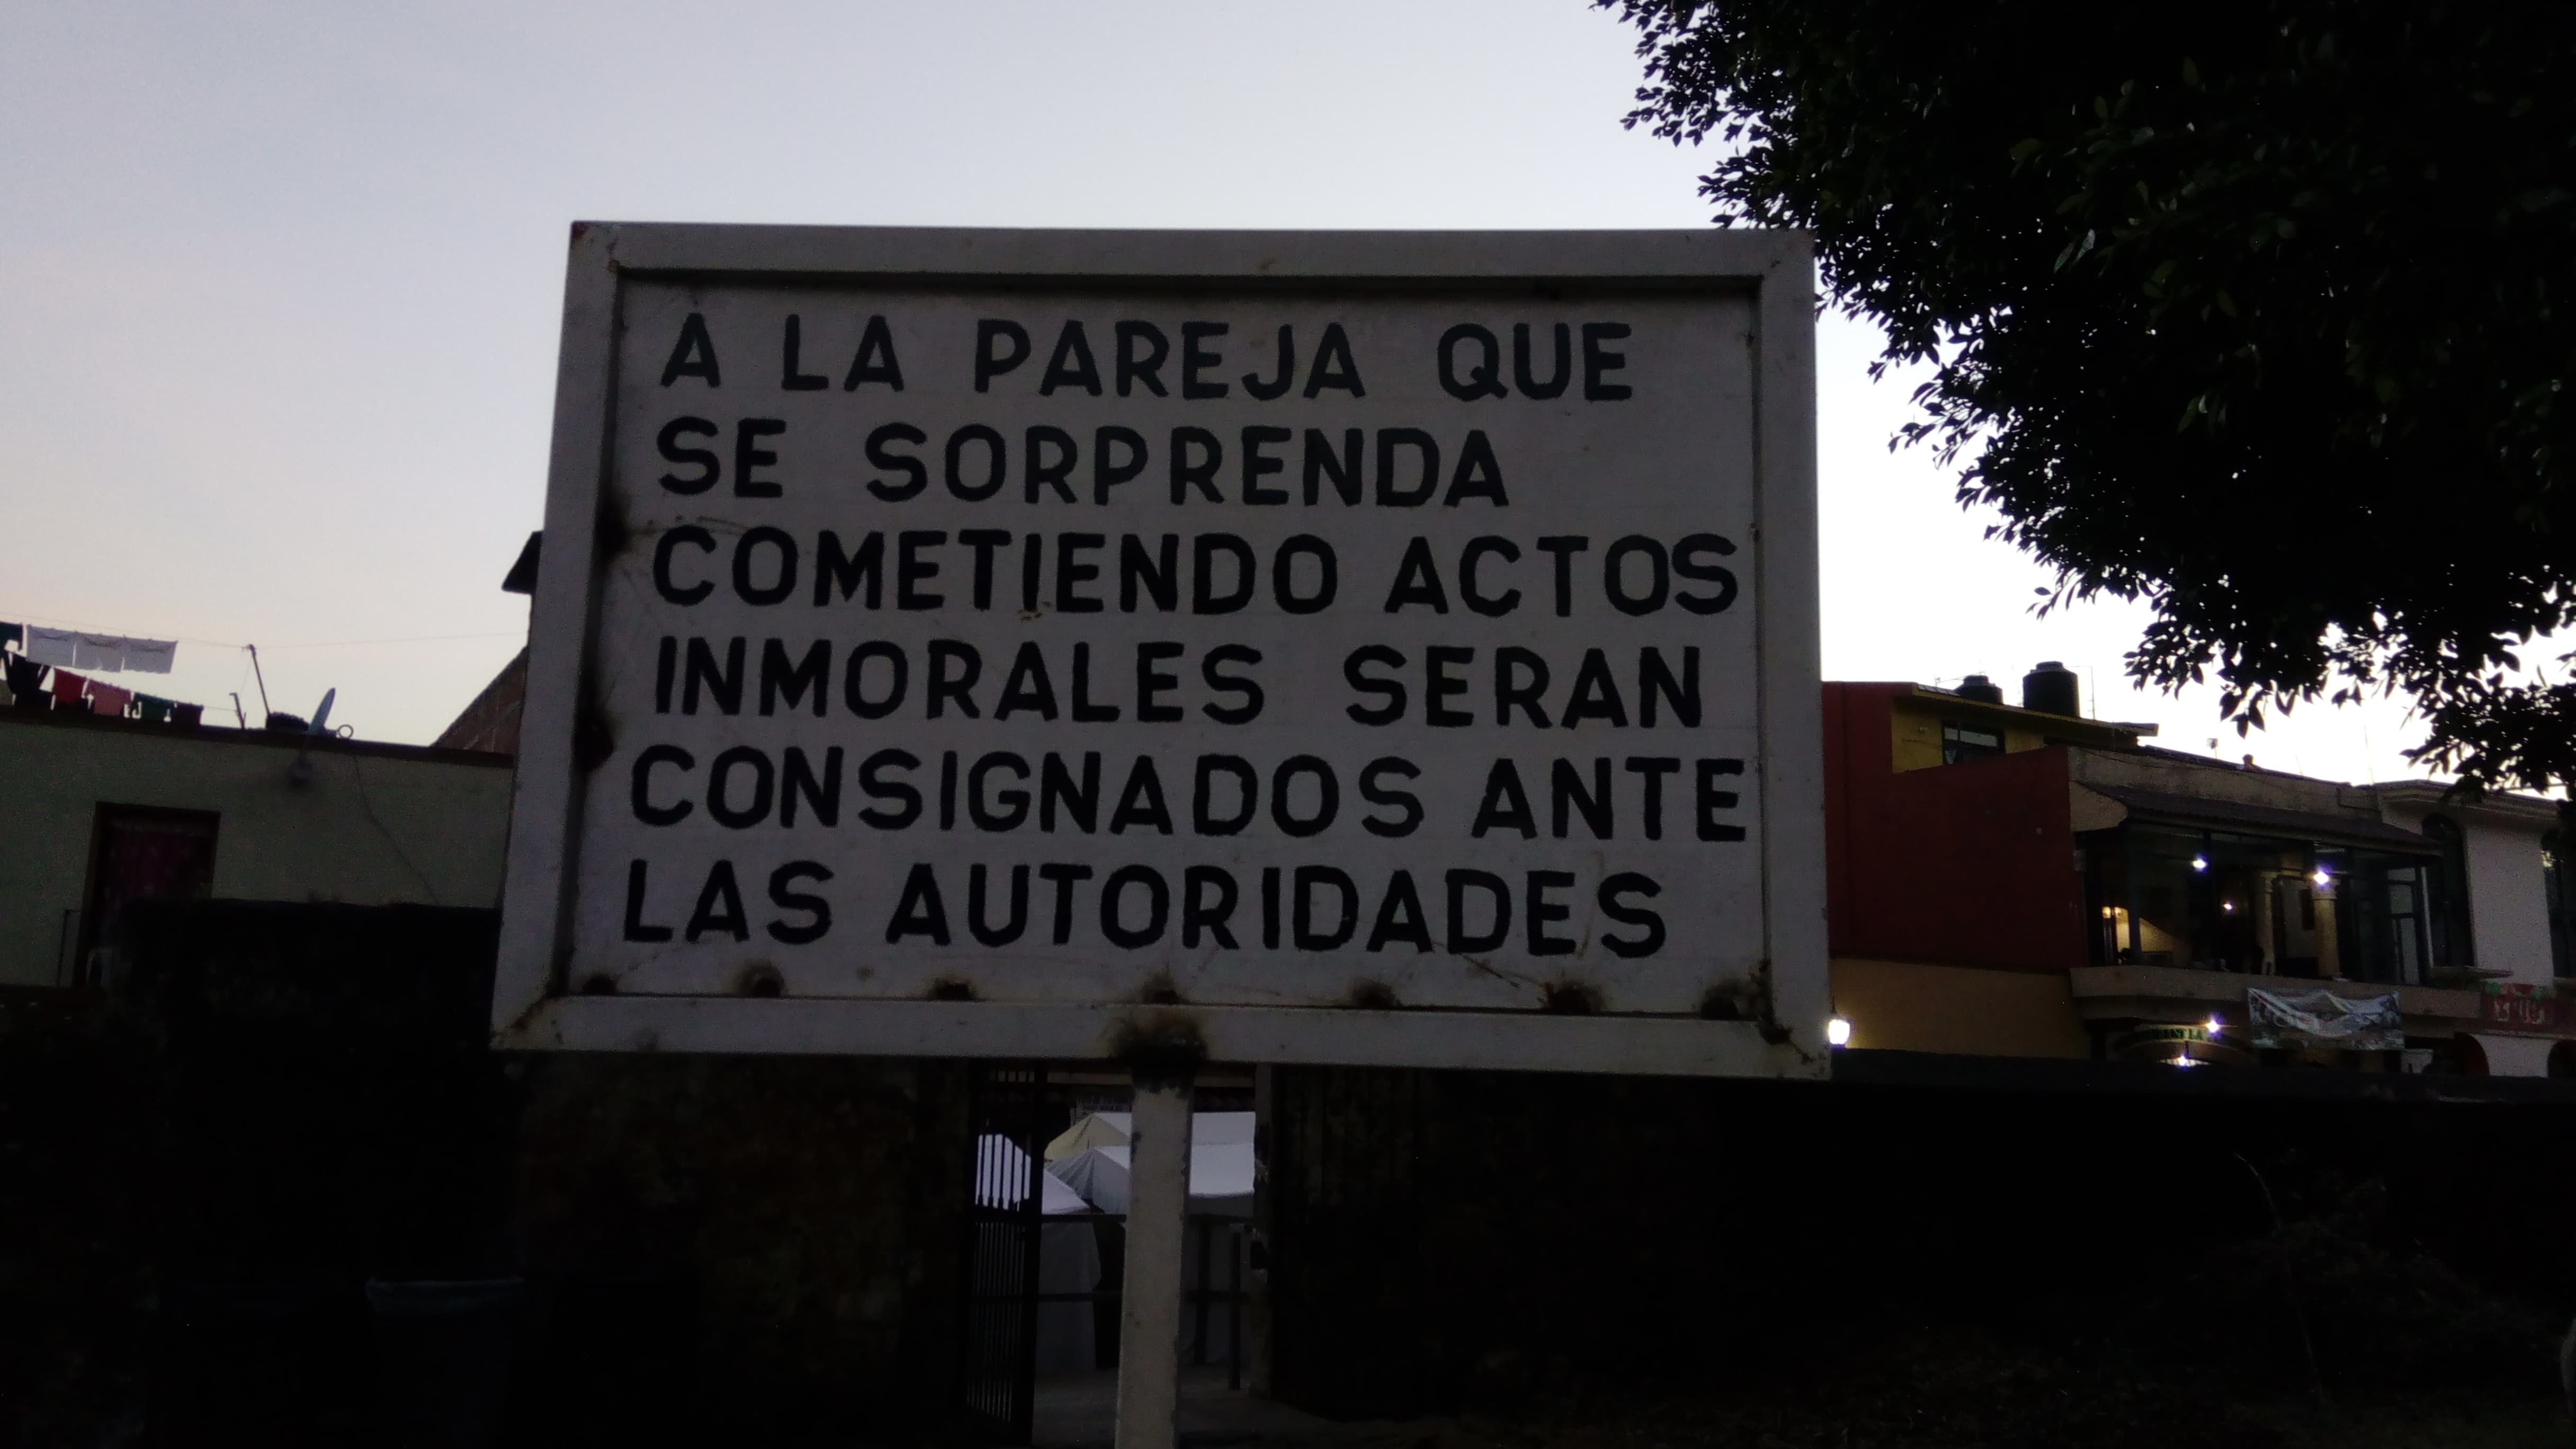 A LA PAREJA QUE
SE SORPRENDA
COMETIENDO ACTOS
INMORALES SERAN
CONSIGNADOS ANTE
LAS AUTORIDADES